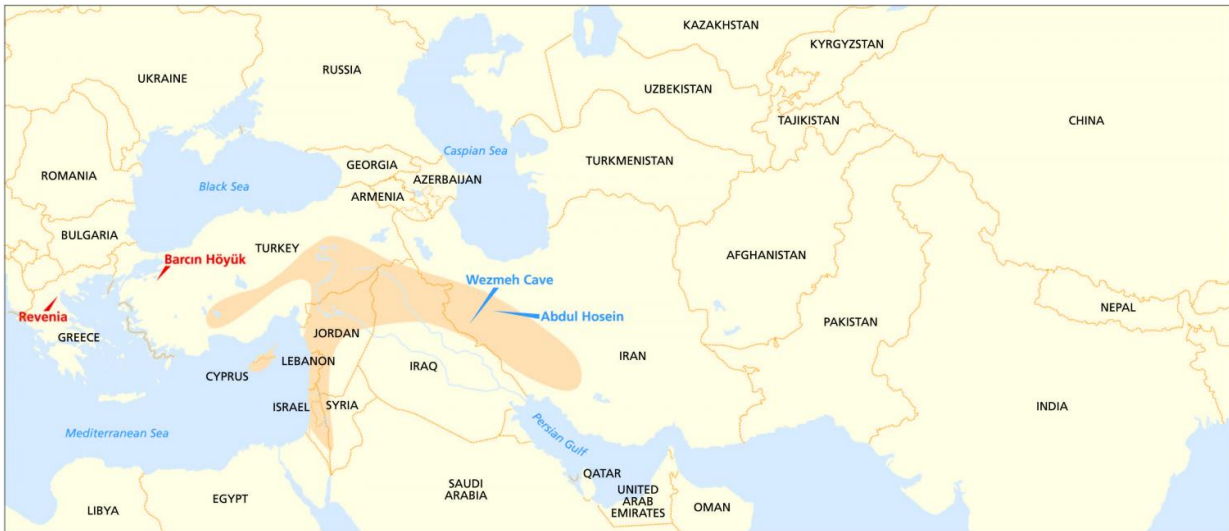 KAZAKHSTAN
KYRGYZSTAN
UKRAINE
RUSSIA
UZBEKISTAN
TAJIKISTAN
CHINA
Caspian Sea
TURKMENISTAN
GEORGIA
ROMANIA
AZERBAIJAN
Black Sea
ARMENIA
BULGARIA
TURKEY
AFGHANISTAN
Barcın Höyük
Wezmeh Cave
NEPAL
Revenia
Abdul Hosein
PAKISTAN
GREECE
JORDAN
LEBANON
IRAN
IRAQ
CYPRUS
ISRAEL
SYRIA
INDIA
Mediterranean Sea
Persian Gulf
QATAR
SAUDI
ARABIA
EGYPT
UNITED
ARAB
EMIRATES
OMAN
LIBYA